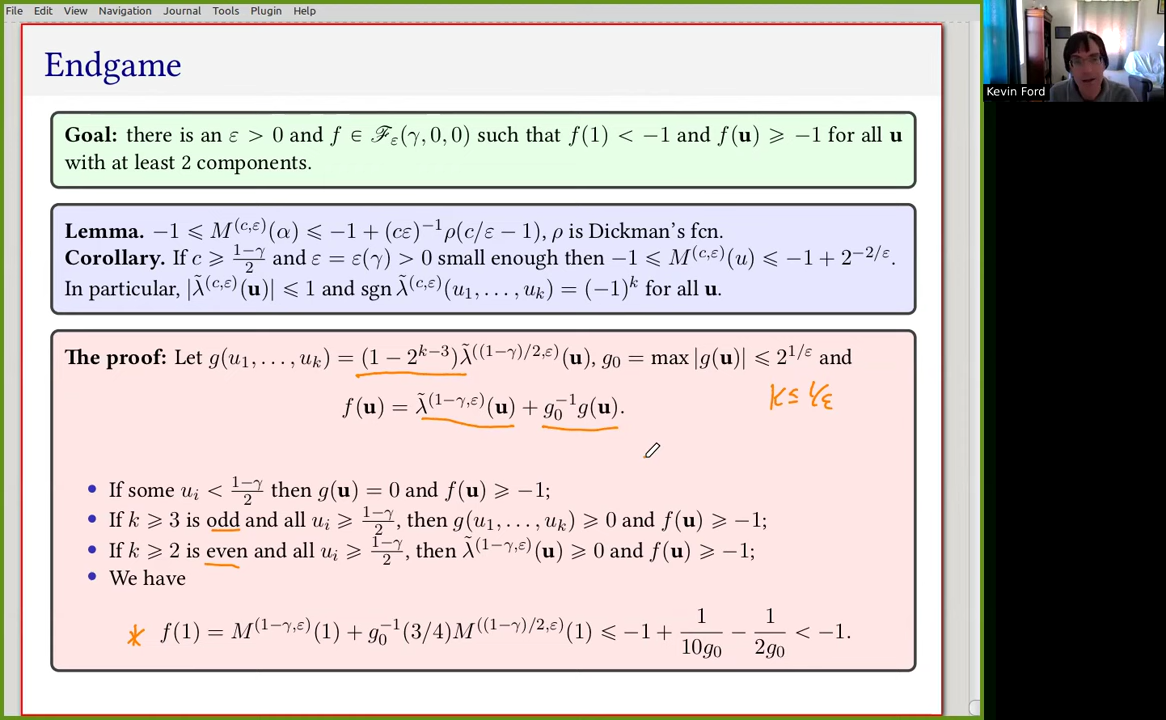 File Edit View Navigation Journal Tools Plugin Help
Kevin Ford
Endgame
Goal: there is an ε > 0 and f ∈ ℱ_ε(γ, 0, 0) such that f(1) < −1 and f(u) ⩾ −1 for all u
with at least 2 components.
Lemma. −1 ⩽ M^{(c,ε)}(α) ⩽ −1 + (cε)^{−1}ρ(c/ε − 1), ρ is Dickman's fcn.
Corollary. If c ⩾ \frac{1−γ}{2} and ε = ε(γ) > 0 small enough then −1 ⩽ M^{(c,ε)}(u) ⩽ −1 + 2^{−2/ε}.
In particular, |λ̃^{(c,ε)}(u)| ⩽ 1 and sgn λ̃^{(c,ε)}(u_1, . . . , u_k) = (−1)^k for all u.
The proof: Let g(u_1, . . . , u_k) = (1 − 2^{k−3})λ̃^{((1−γ)/2,ε)}(u), g_0 = max |g(u)| ⩽ 2^{1/ε} and
k ≤ 1/ε
f(u) = λ̃^{(1−γ,ε)}(u) + g_0^{−1}g(u).
• If some u_i < \frac{1−γ}{2} then g(u) = 0 and f(u) ⩾ −1;
• If k ⩾ 3 is odd and all u_i ⩾ \frac{1−γ}{2}, then g(u_1, . . . , u_k) ⩾ 0 and f(u) ⩾ −1;
• If k ⩾ 2 is even and all u_i ⩾ \frac{1−γ}{2}, then λ̃^{(1−γ,ε)}(u) ⩾ 0 and f(u) ⩾ −1;
• We have
* f(1) = M^{(1−γ,ε)}(1) + g_0^{−1}(3/4)M^{((1−γ)/2,ε)}(1) ⩽ −1 + \frac{1}{10g_0} − \frac{1}{2g_0} < −1.